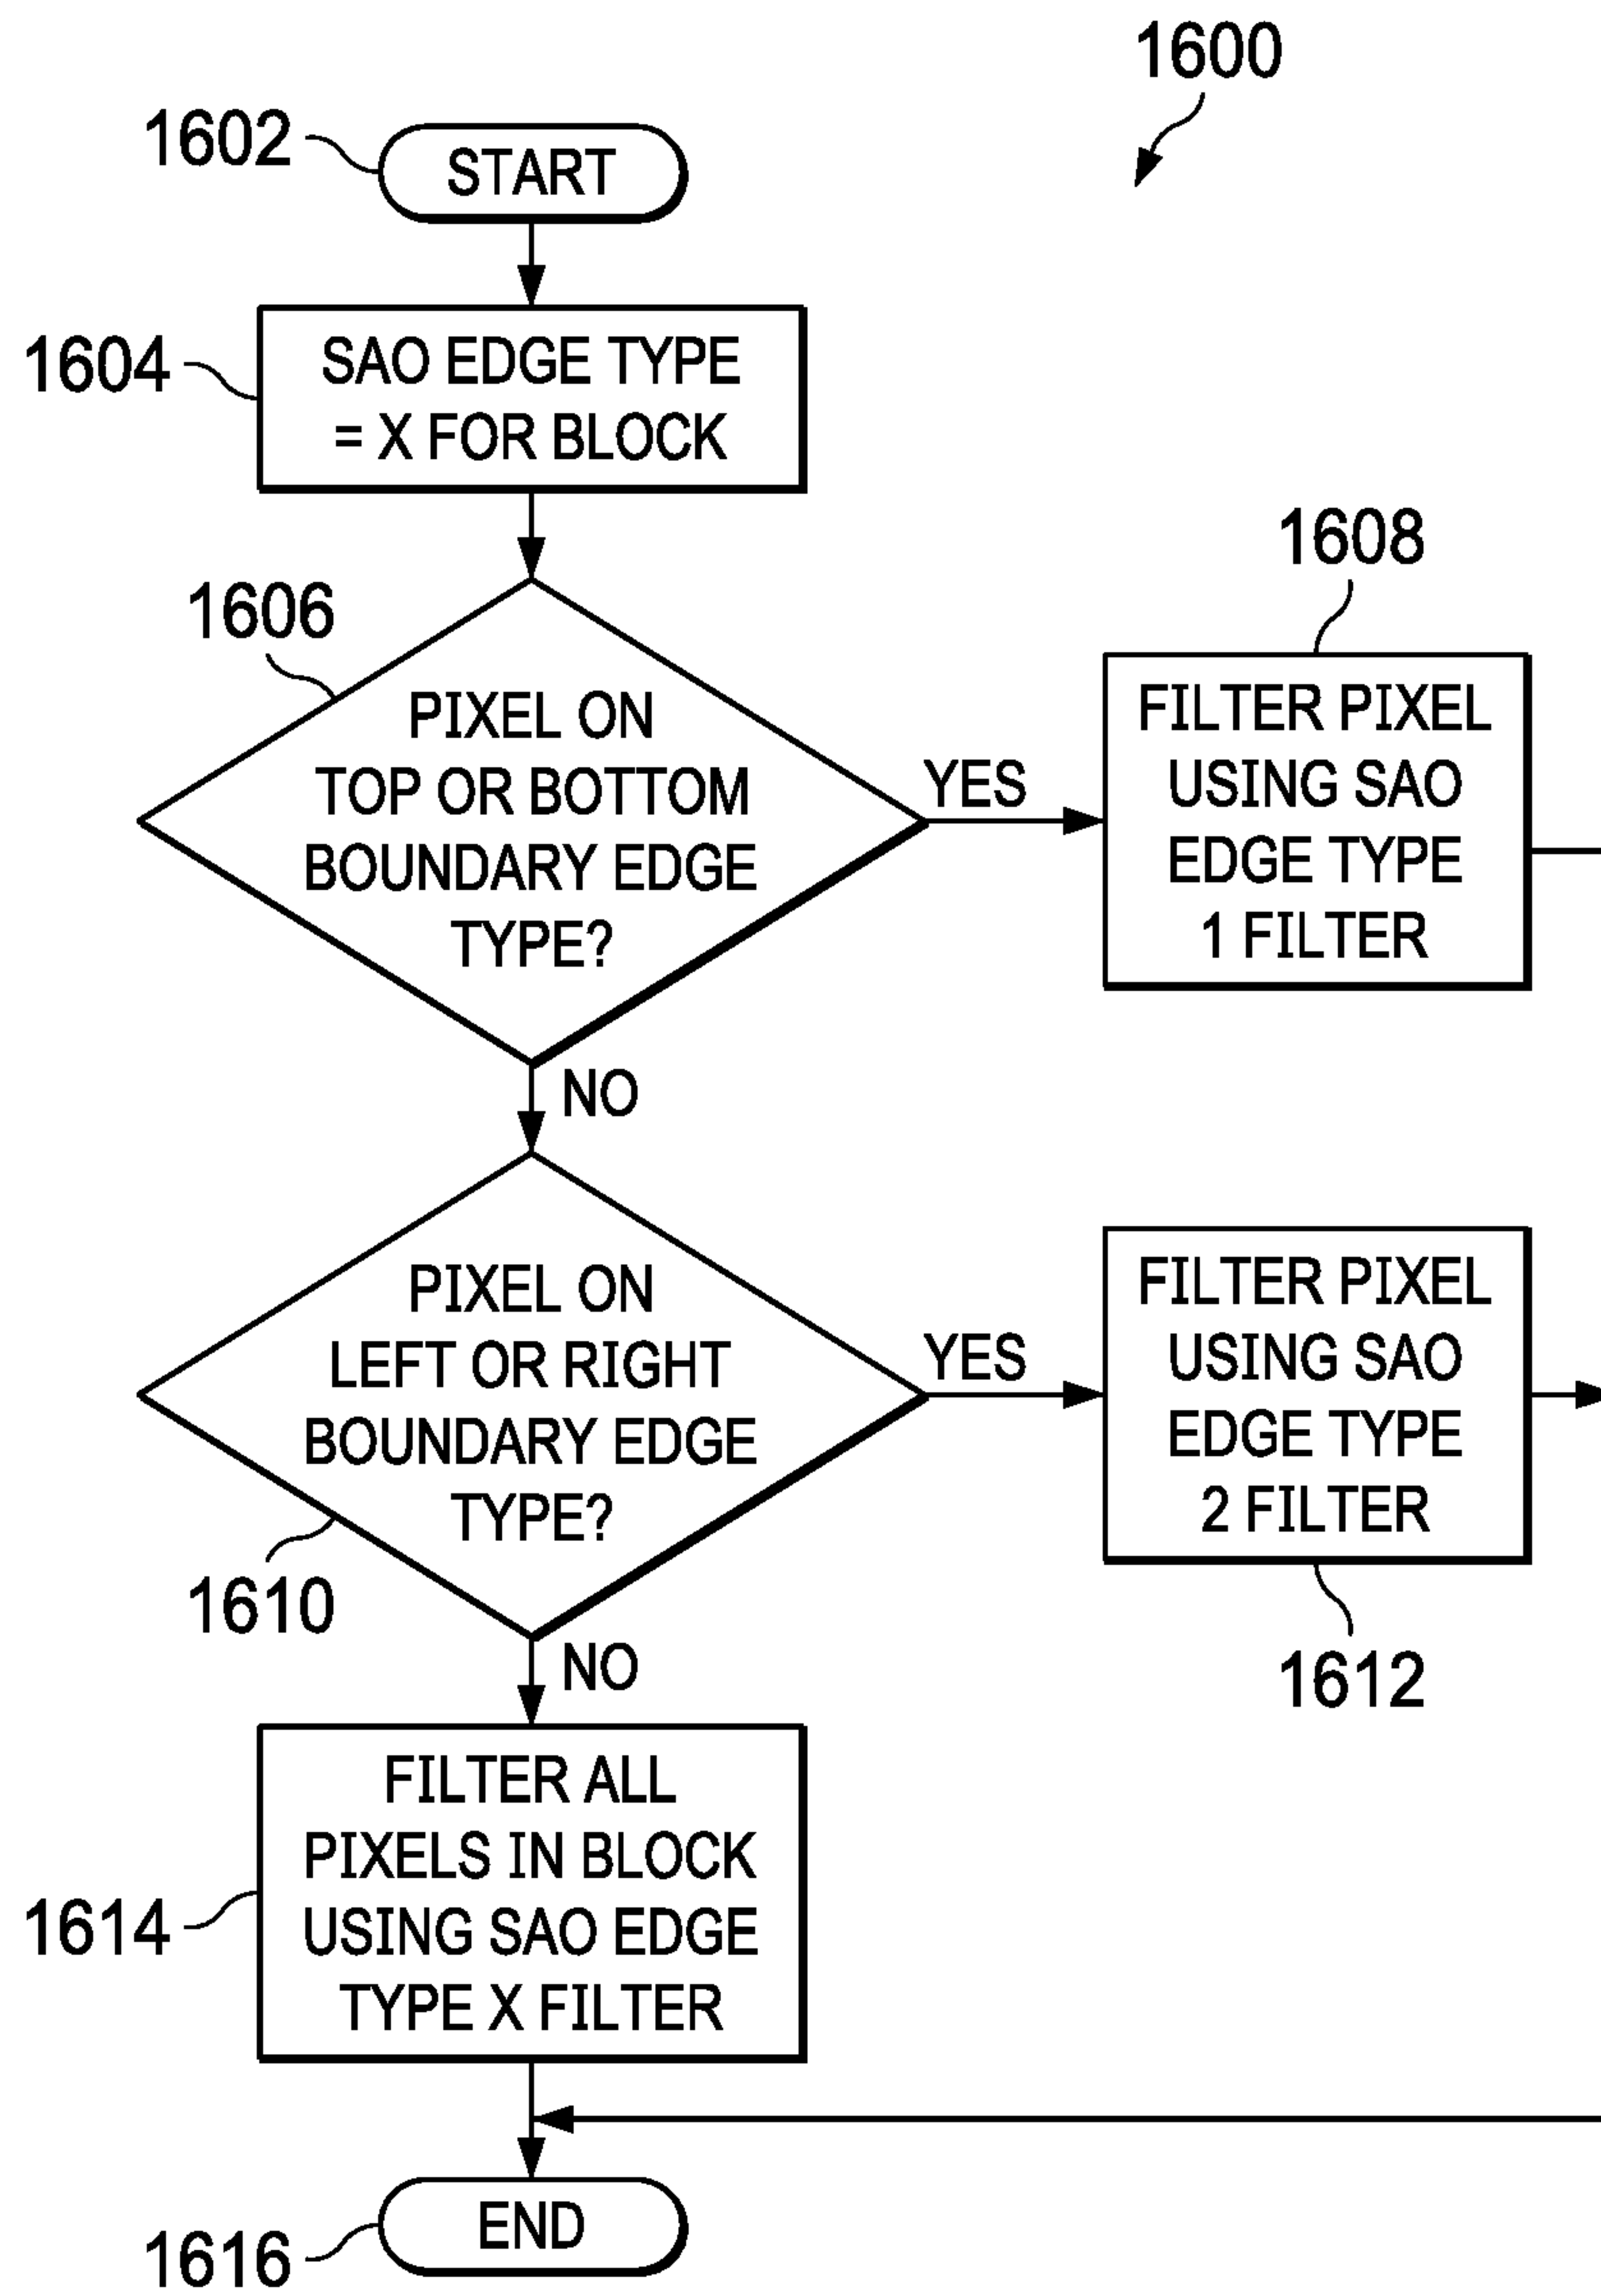 1600
1602
START
1604
SAO EDGE TYPE
= X FOR BLOCK
1606
PIXEL ON
TOP OR BOTTOM
BOUNDARY EDGE
TYPE?
YES
1608
FILTER PIXEL
USING SAO
EDGE TYPE
1 FILTER
NO
PIXEL ON
LEFT OR RIGHT
BOUNDARY EDGE
TYPE?
1610
YES
FILTER PIXEL
USING SAO
EDGE TYPE
2 FILTER
1612
NO
FILTER ALL
PIXELS IN BLOCK
USING SAO EDGE
TYPE X FILTER
1614
END
1616